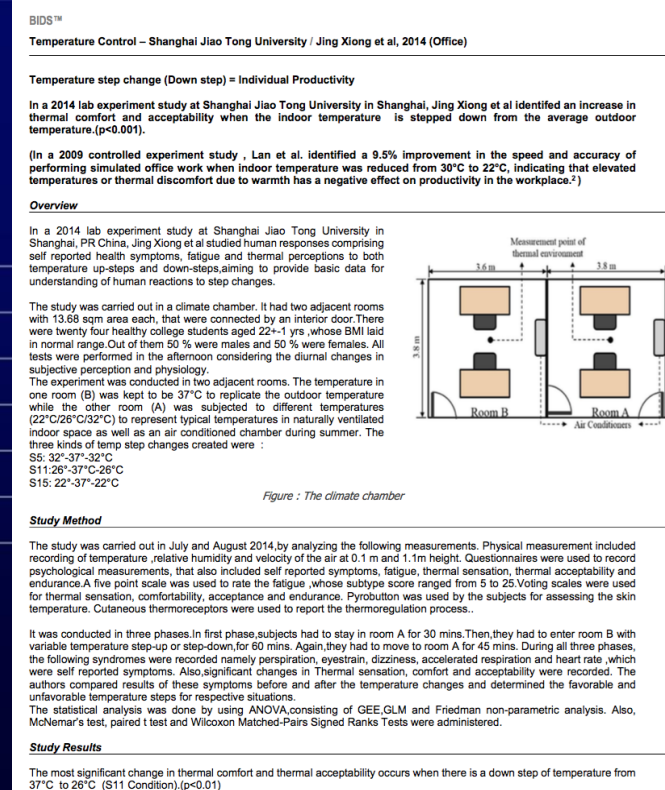 BIDS™
Temperature Control – Shanghai Jiao Tong University / Jing Xiong et al, 2014 (Office)
Temperature step change (Down step) = Individual Productivity
In a 2014 lab experiment study at Shanghai Jiao Tong University in Shanghai, Jing Xiong et al identifed an increase in
thermal comfort and acceptability when the indoor temperature is stepped down from the average outdoor
temperature.(p<0.001).
(In a 2009 controlled experiment study , Lan et al. identified a 9.5% improvement in the speed and accuracy of
performing simulated office work when indoor temperature was reduced from 30°C to 22°C, indicating that elevated
temperatures or thermal discomfort due to warmth has a negative effect on productivity in the workplace.²)
Overview
In a 2014 lab experiment study at Shanghai Jiao Tong University in
Shanghai, PR China, Jing Xiong et al studied human responses comprising
self reported health symptoms, fatigue and thermal perceptions to both
temperature up-steps and down-steps,aiming to provide basic data for
understanding of human reactions to step changes.
The study was carried out in a climate chamber. It had two adjacent rooms
with 13.68 sqm area each, that were connected by an interior door.There
were twenty four healthy college students aged 22+-1 yrs ,whose BMI laid
in normal range.Out of them 50 % were males and 50 % were females. All
tests were performed in the afternoon considering the diurnal changes in
subjective perception and physiology.
The experiment was conducted in two adjacent rooms. The temperature in
one room (B) was kept to be 37°C to replicate the outdoor temperature
while the other room (A) was subjected to different temperatures
(22°C/26°C/32°C) to represent typical temperatures in naturally ventilated
indoor space as well as an air conditioned chamber during summer. The
three kinds of temp step changes created were :
S5: 32°-37°-32°C
S11:26°-37°C-26°C
S15: 22°-37°-22°C
Measurement point of
thermal environment
3.6 m
3.8 m
3.8 m
Room B
Room A
Air Conditioners
Figure : The climate chamber
Study Method
The study was carried out in July and August 2014,by analyzing the following measurements. Physical measurement included
recording of temperature ,relative humidity and velocity of the air at 0.1 m and 1.1m height. Questionnaires were used to record
psychological measurements, that also included self reported symptoms, fatigue, thermal sensation, thermal acceptability and
endurance.A five point scale was used to rate the fatigue ,whose subtype score ranged from 5 to 25.Voting scales were used
for thermal sensation, comfortability, acceptance and endurance. Pyrobutton was used by the subjects for assessing the skin
temperature. Cutaneous thermoreceptors were used to report the thermoregulation process..
It was conducted in three phases.In first phase,subjects had to stay in room A for 30 mins.Then,they had to enter room B with
variable temperature step-up or step-down,for 60 mins. Again,they had to move to room A for 45 mins. During all three phases,
the following syndromes were recorded namely perspiration, eyestrain, dizziness, accelerated respiration and heart rate ,which
were self reported symptoms. Also,significant changes in Thermal sensation, comfort and acceptability were recorded. The
authors compared results of these symptoms before and after the temperature changes and determined the favorable and
unfavorable temperature steps for respective situations.
The statistical analysis was done by using ANOVA,consisting of GEE,GLM and Friedman non-parametric analysis. Also,
McNemar's test, paired t test and Wilcoxon Matched-Pairs Signed Ranks Tests were administered.
Study Results
The most significant change in thermal comfort and thermal acceptability occurs when there is a down step of temperature from
37°C to 26°C (S11 Condition).(p<0.01)